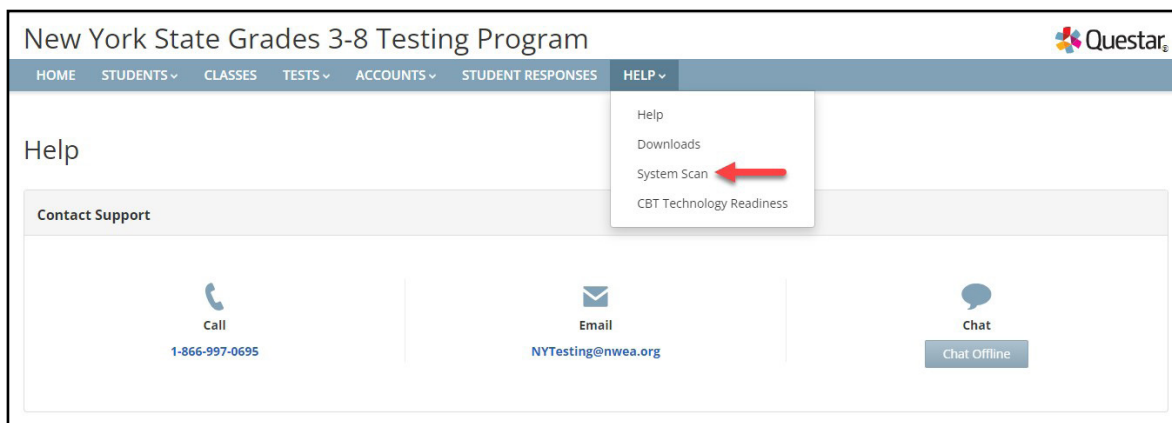 New York State Grades 3-8 Testing Program
Questar®
HOME STUDENTS CLASSES TESTS ACCOUNTS STUDENT RESPONSES HELP
Help
Downloads
System Scan
CBT Technology Readiness
Help
Contact Support
Call
1-866-997-0695
Email
NYTesting@nwea.org
Chat
Chat Offline